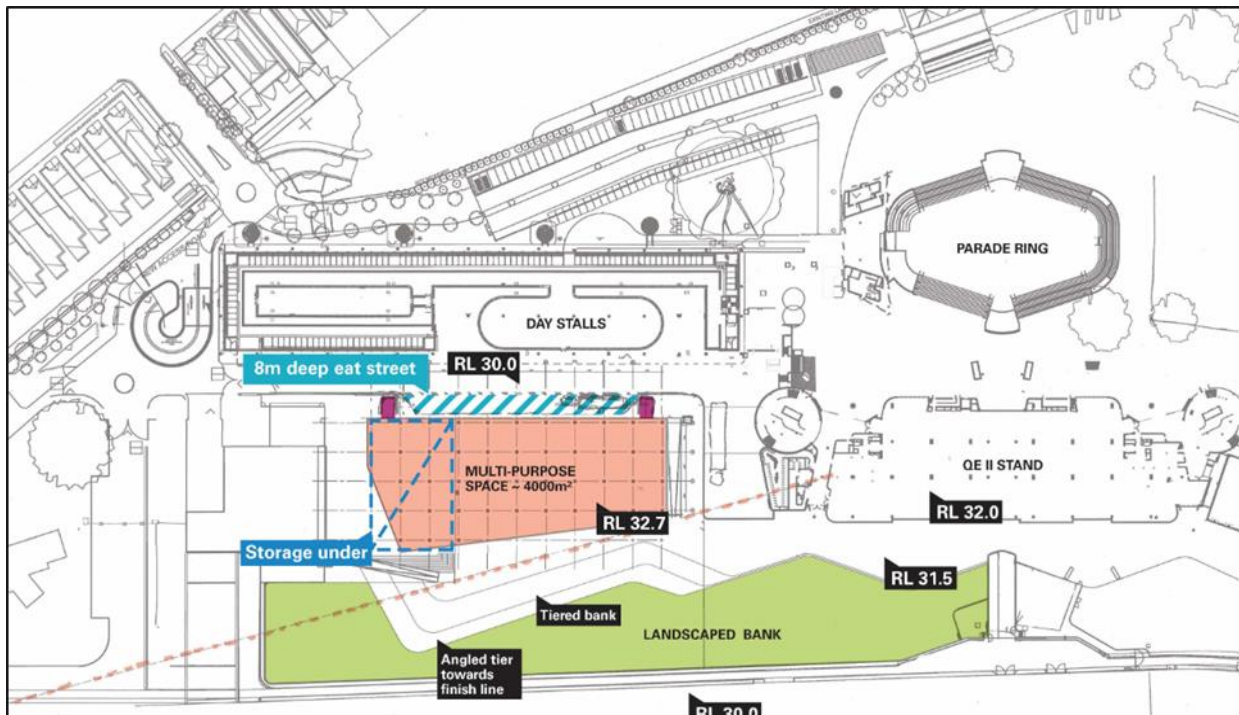 PARADE RING
DAY STALLS
8m deep eat street
RL 30.0
MULTI-PURPOSE
SPACE ~ 4000m²
QE II STAND
RL 32.7
RL 32.0
Storage under
RL 31.5
Tiered bank
LANDSCAPED BANK
Angled tier
towards
finish line
RL 30.0